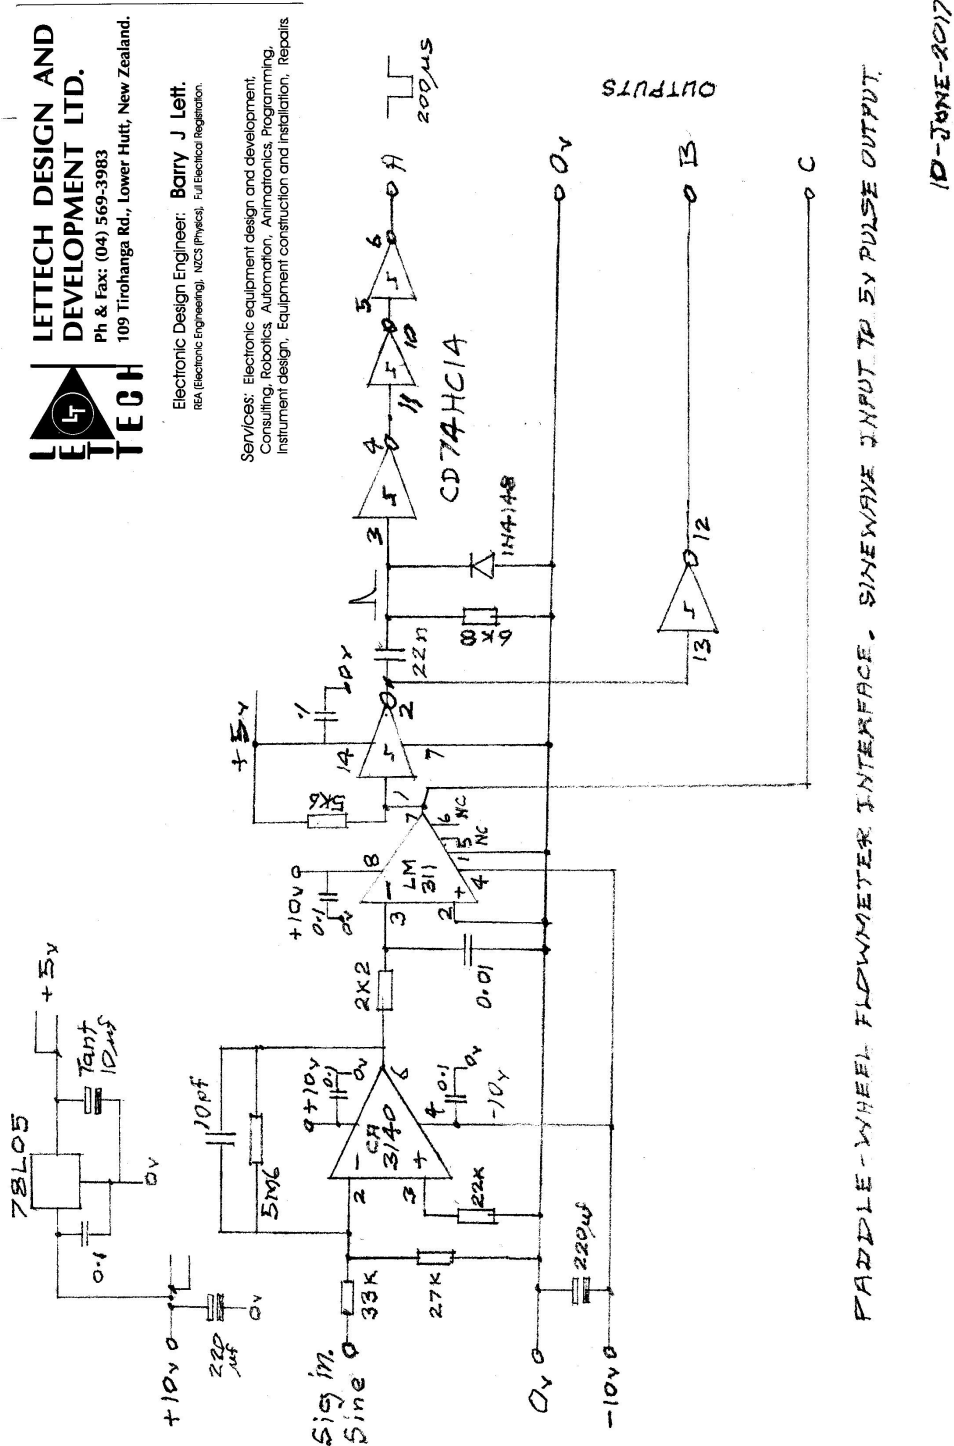 LETTECH
LT
LETTECH DESIGN AND
DEVELOPMENT LTD.
Ph & Fax: (04) 569-3983
109 Tirohanga Rd., Lower Hutt, New Zealand.
Electronic Design Engineer: Barry J Lett.
REA (Electronic Engineering), NZCS (Physics), Full Electrical Registration.
Services: Electronic equipment design and development,
Consulting, Robotics, Automation, Animatronics, Programming,
Instrument design, Equipment construction and installation, Repairs
78L05
+5v
Tant
10µf
0.1
0v
+10v
220
µf
0v
10pf
5M6
Sig in.
Sine
33K
27K
22K
2
3
CA
3140
-
+
+10v
0.1
0v
6
4
0.1
0v
-10v
2K2
0.01
+10v
0.1
0v
3
2
8
LM
311
-
+
7
6 NC
5 NC
1
4
5K6
+5v
.1
0v
14
1
2
7
22n
6K8
1N4148
3
4
11
10
5
6
CD74HC14
A
200µs
0v
0v
OUTPUTS
13
12
B
C
220µf
-10v
PADDLE-WHEEL FLOWMETER INTERFACE. SINEWAVE INPUT TO 5V PULSE OUTPUT.
10-JUNE-2017